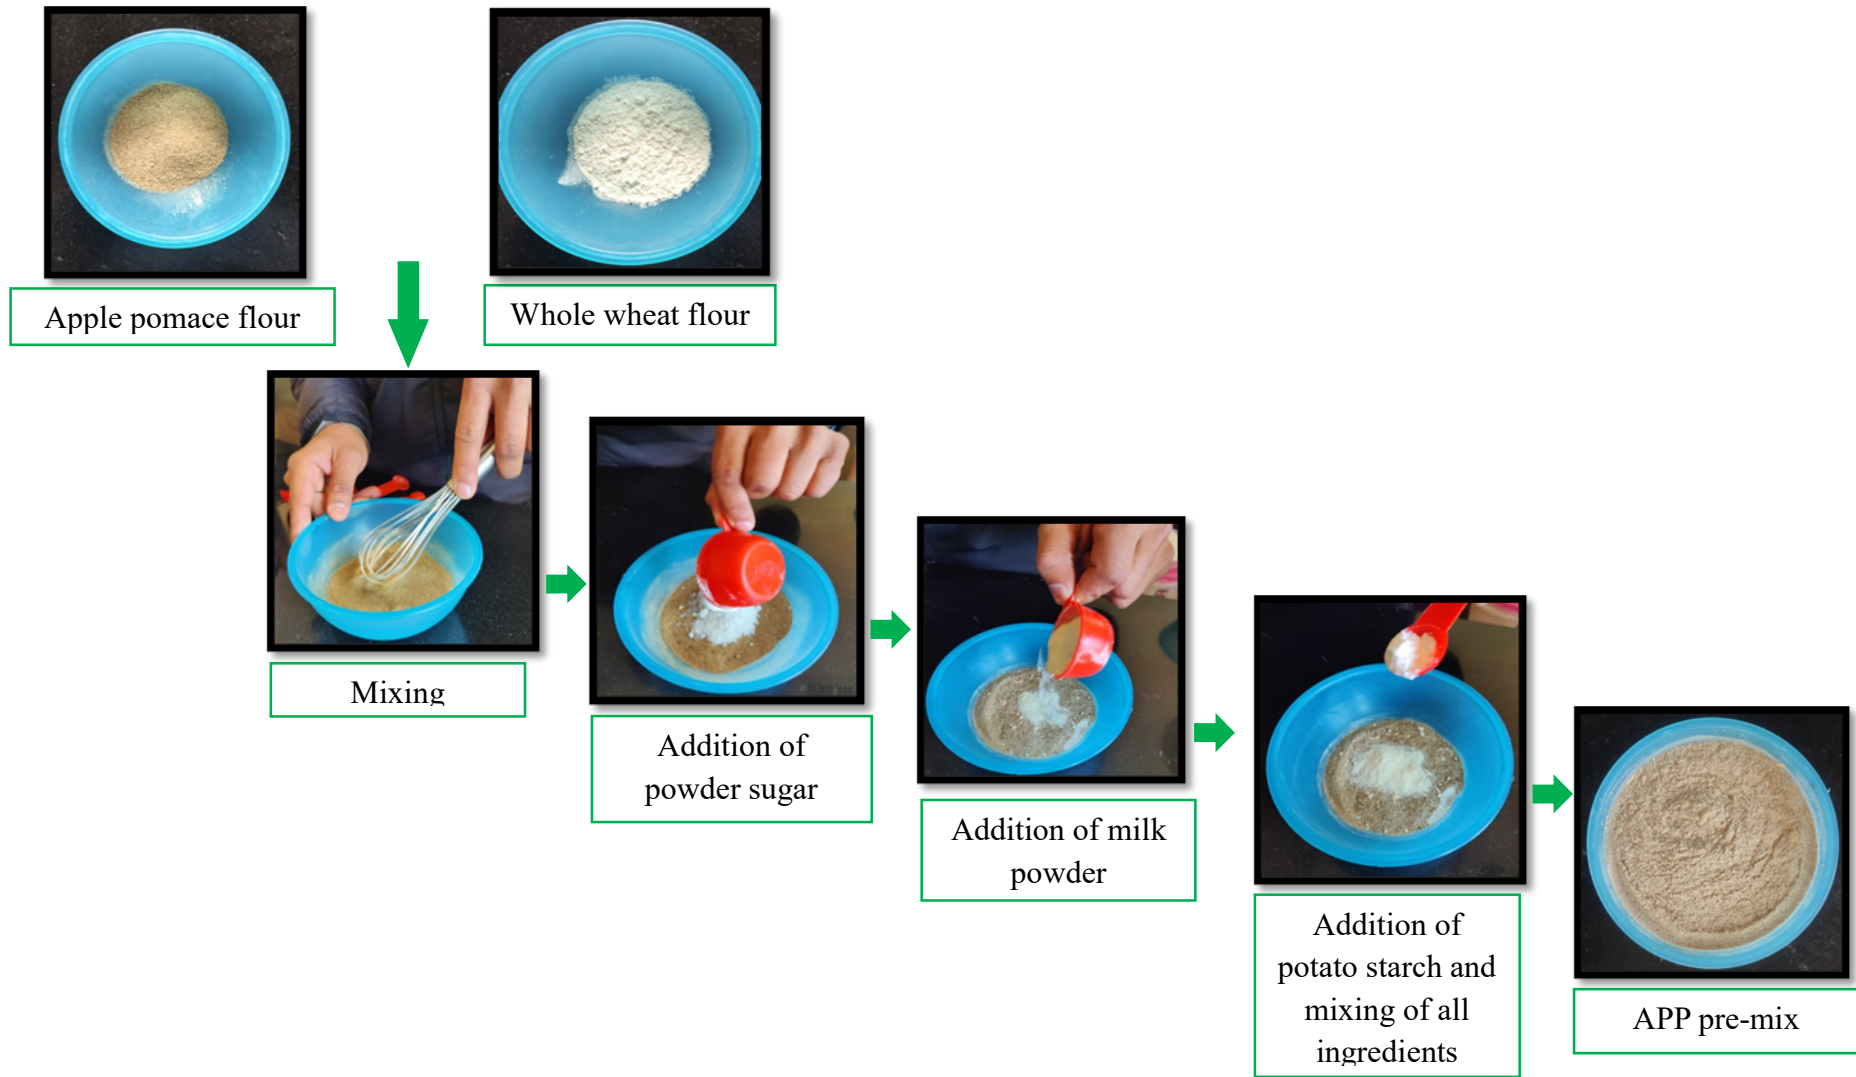 Apple pomace flour
Whole wheat flour
Mixing
Addition of
powder sugar
Addition of milk
powder
Addition of
potato starch and
mixing of all
ingredients
APP pre-mix